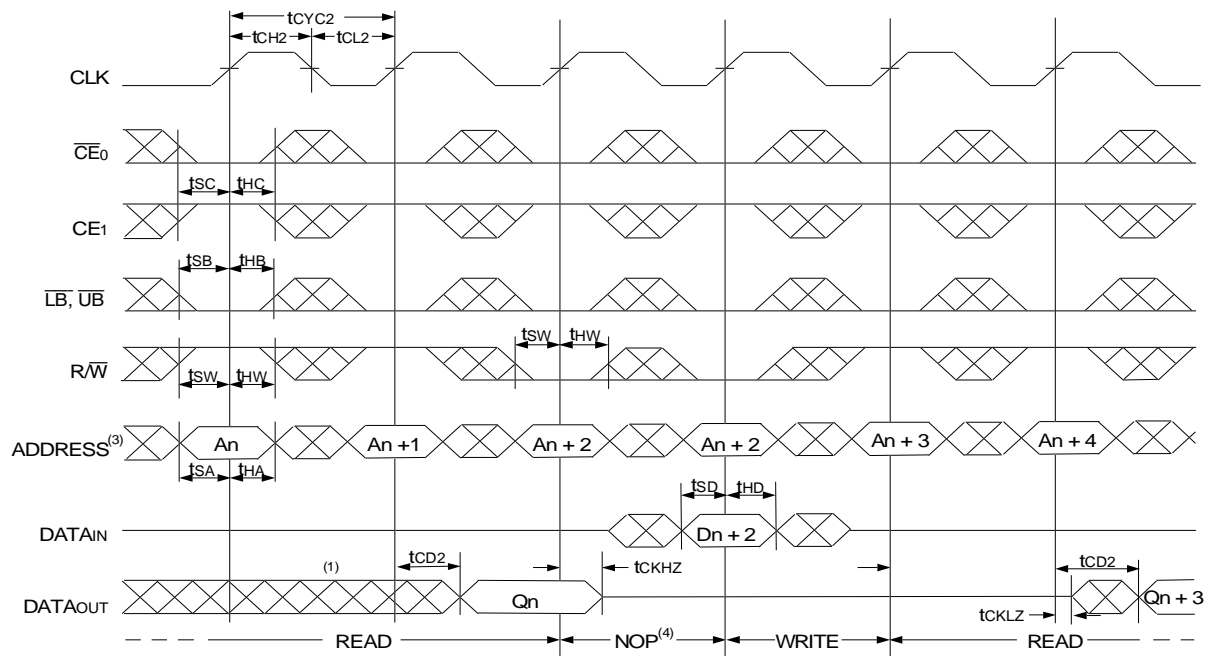 tCYC2
tCH2 tCL2
CLK
CE0
tSC tHC
CE1
tSB tHB
LB, UB
tSW tHW
R/W
tSW tHW
ADDRESS(3) An An + 1 An + 2 An + 2 An + 3 An + 4
tSA tHA
tSD tHD
DATAIN Dn + 2
tCD2 tCKHZ tCD2
(1)
DATAOUT Qn Qn + 3
tCKLZ
READ NOP(4) WRITE READ